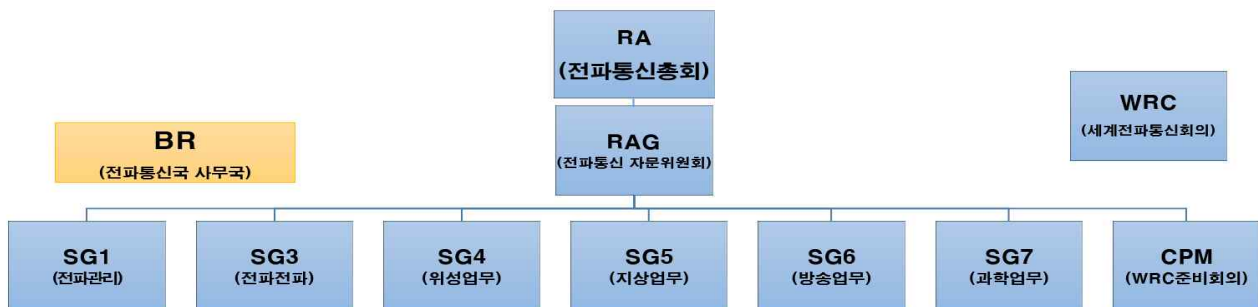 RA
(전파통신총회)
WRC
(세계전파통신회의)
BR
(전파통신국 사무국)
RAG
(전파통신 자문위원회)
SG1
(전파관리)
SG3
(전파전파)
SG4
(위성업무)
SG5
(지상업무)
SG6
(방송업무)
SG7
(과학업무)
CPM
(WRC준비회의)